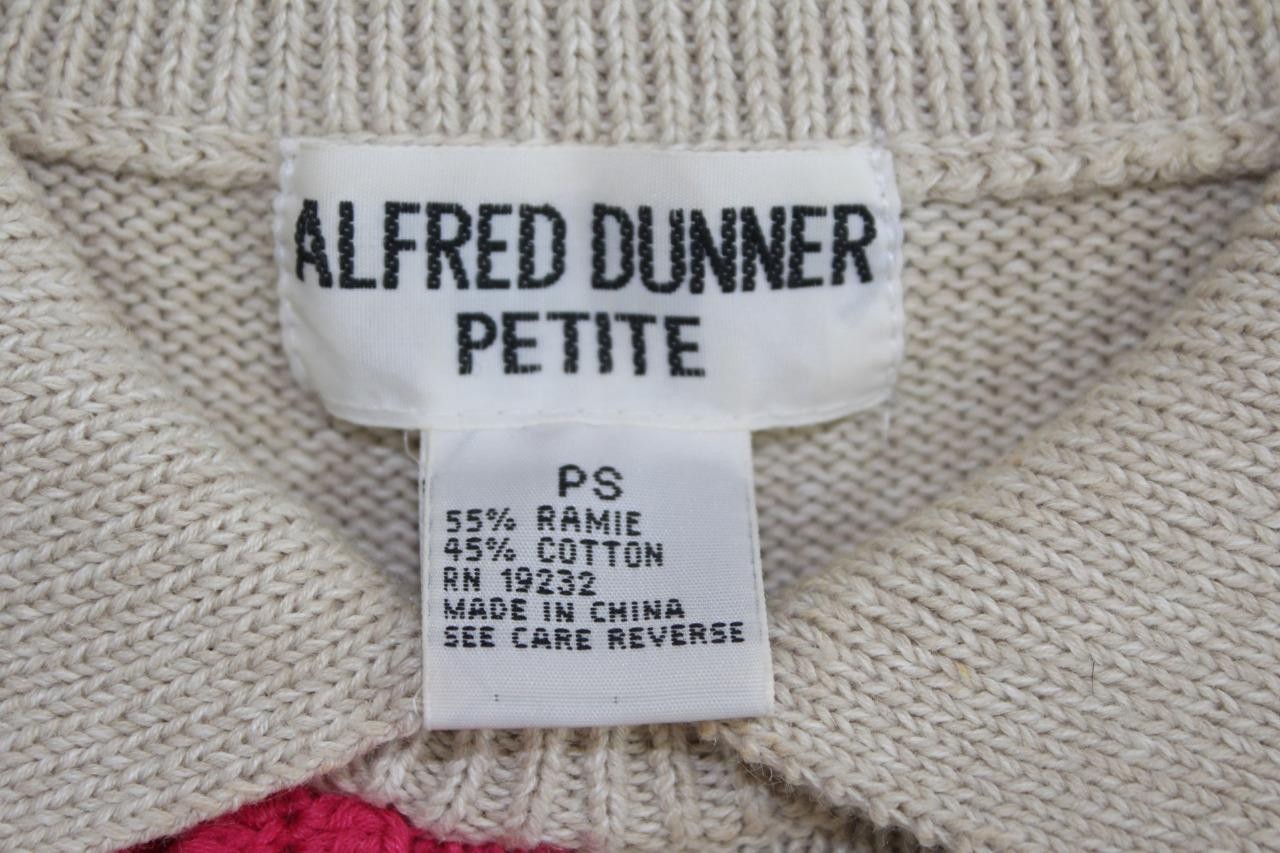 ALFRED DUNNER
PETITE
PS
55% RAMIE
45% COTTON
RN 19232
MADE IN CHINA
SEE CARE REVERSE